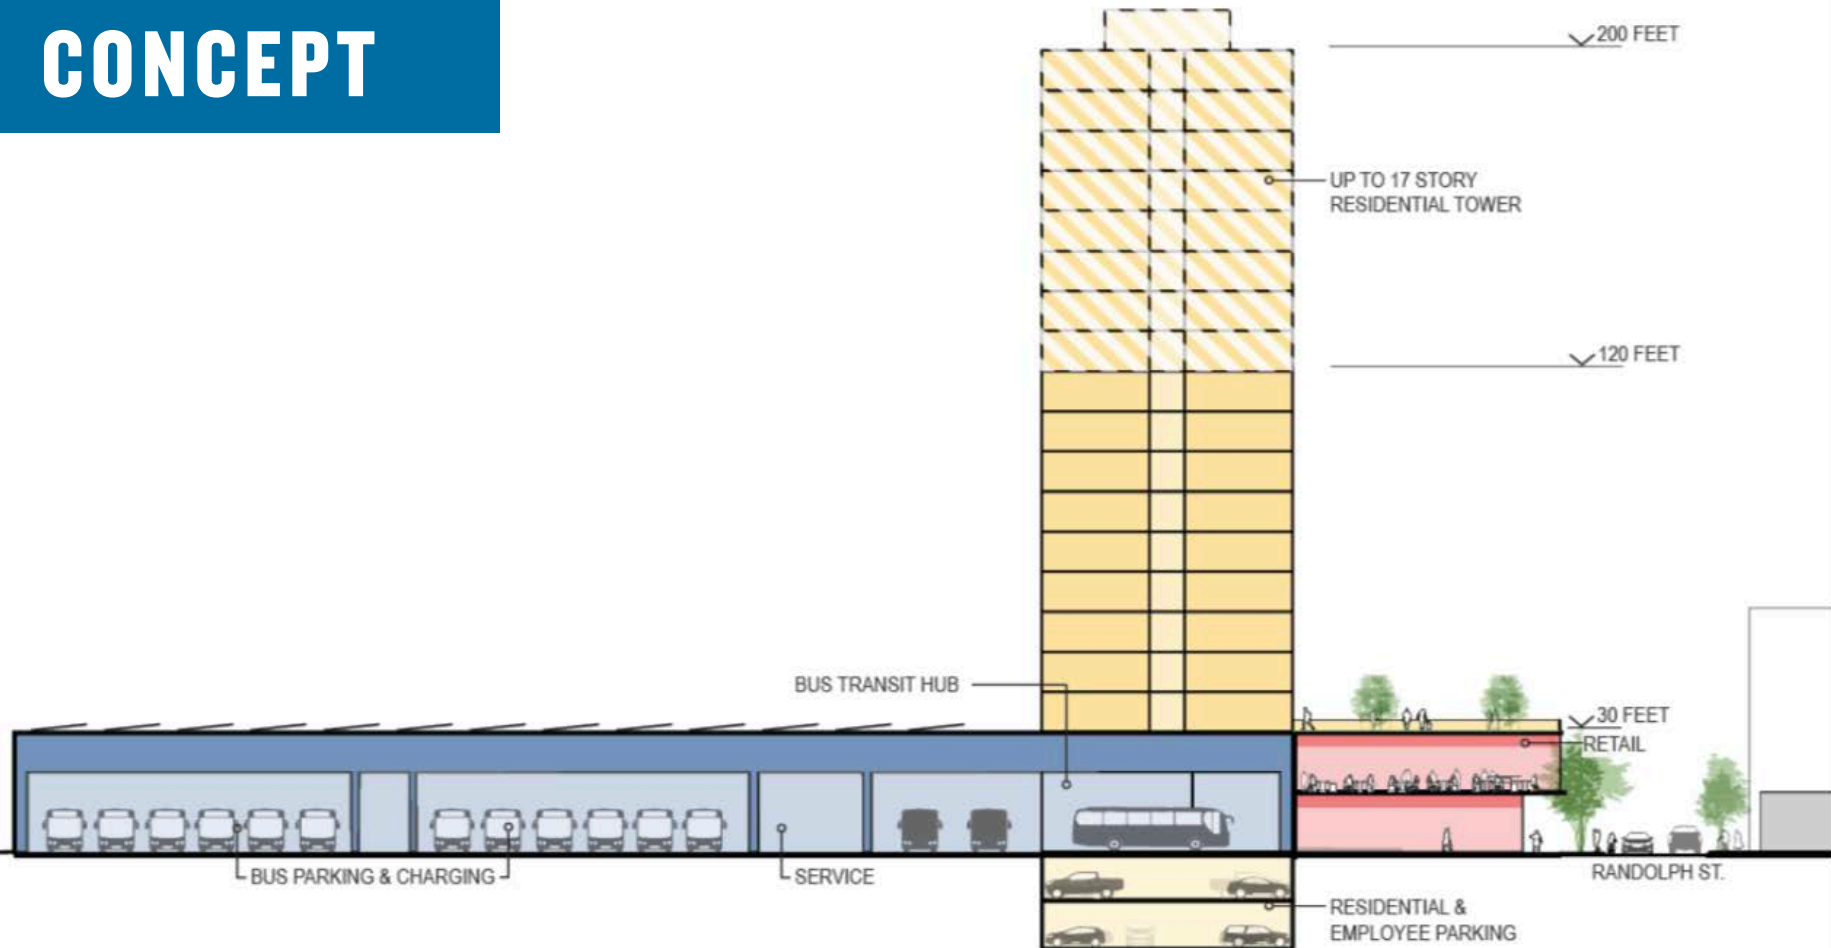 CONCEPT
200 FEET
UP TO 17 STORY
RESIDENTIAL TOWER
120 FEET
BUS TRANSIT HUB
30 FEET
RETAIL
BUS PARKING & CHARGING
SERVICE
RANDOLPH ST.
RESIDENTIAL &
EMPLOYEE PARKING